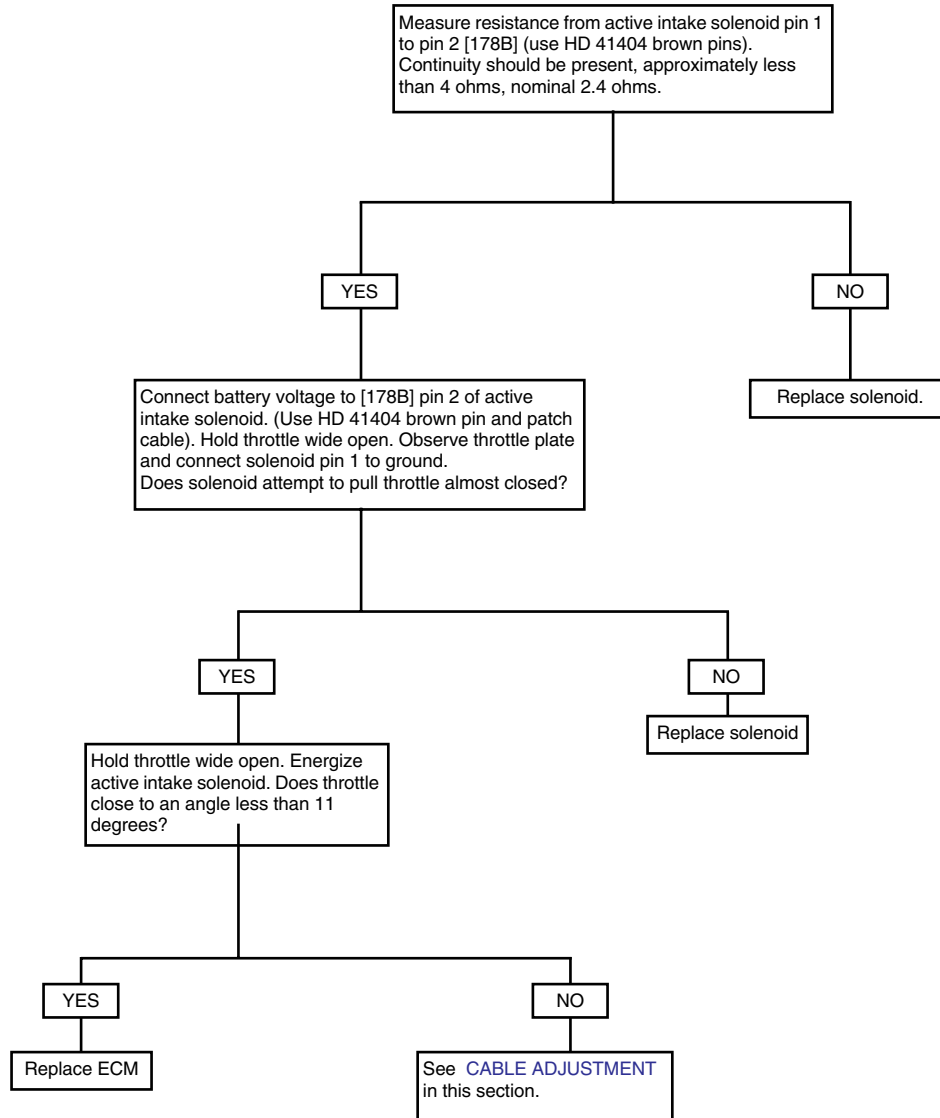 Measure resistance from active intake solenoid pin 1
to pin 2 [178B] (use HD 41404 brown pins).
Continuity should be present, approximately less
than 4 ohms, nominal 2.4 ohms.
YES
NO
Connect battery voltage to [178B] pin 2 of active
intake solenoid. (Use HD 41404 brown pin and patch
cable). Hold throttle wide open. Observe throttle plate
and connect solenoid pin 1 to ground.
Does solenoid attempt to pull throttle almost closed?
Replace solenoid.
YES
NO
Replace solenoid
Hold throttle wide open. Energize
active intake solenoid. Does throttle
close to an angle less than 11
degrees?
YES
NO
Replace ECM
See CABLE ADJUSTMENT
in this section.